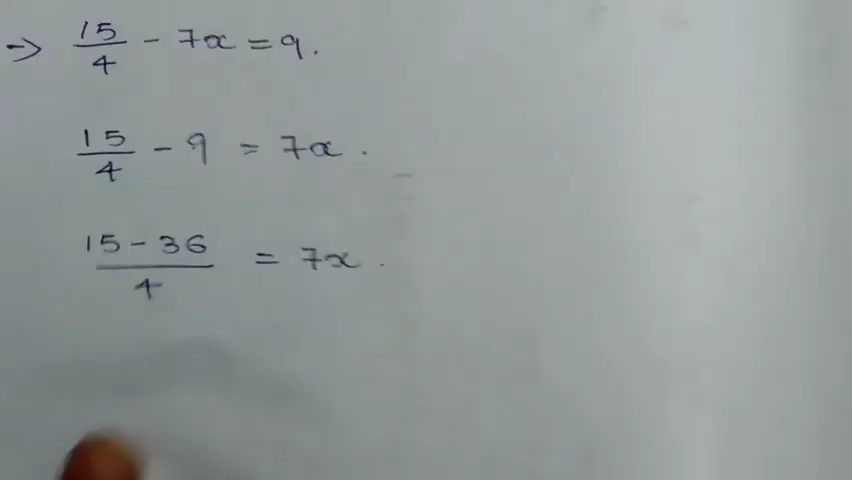 → 15/4 - 7x = 9.
15/4 - 9 = 7x.
15 - 36/4 = 7x.